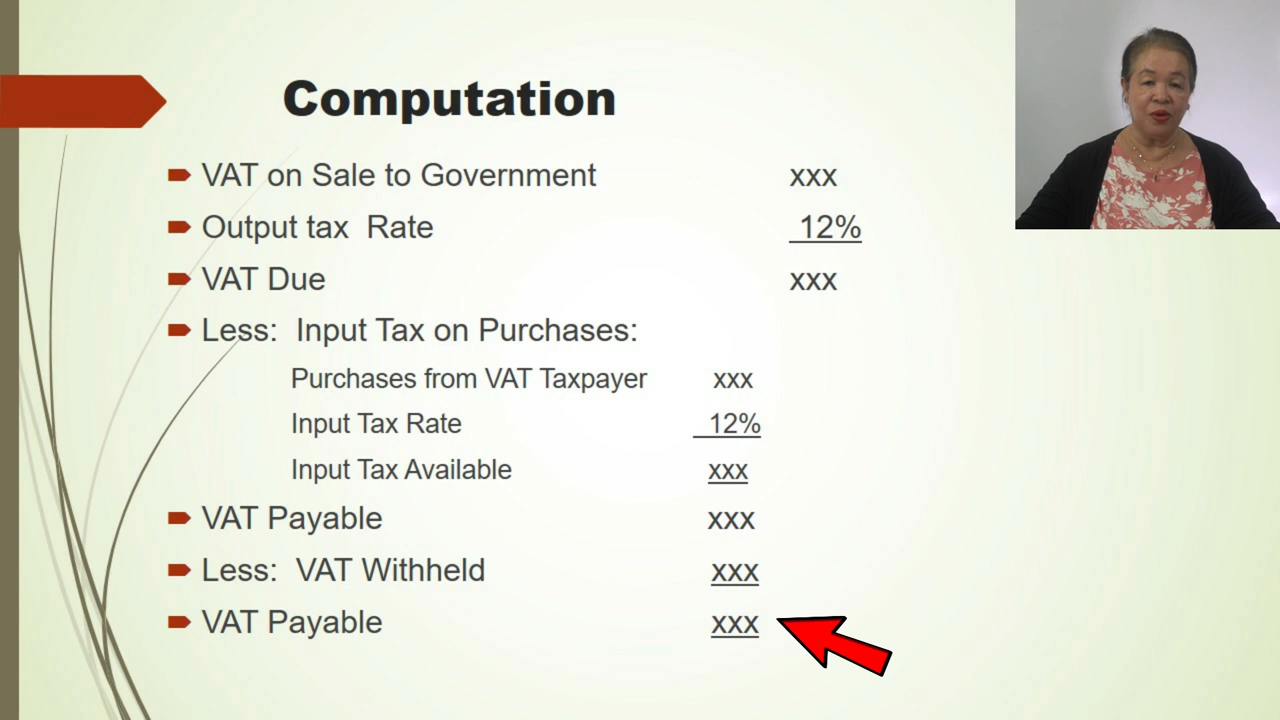 Computation
VAT on Sale to Government xxx
Output tax Rate 12%
VAT Due xxx
Less: Input Tax on Purchases:
Purchases from VAT Taxpayer xxx
Input Tax Rate 12%
Input Tax Available xxx
VAT Payable xxx
Less: VAT Withheld xxx
VAT Payable xxx